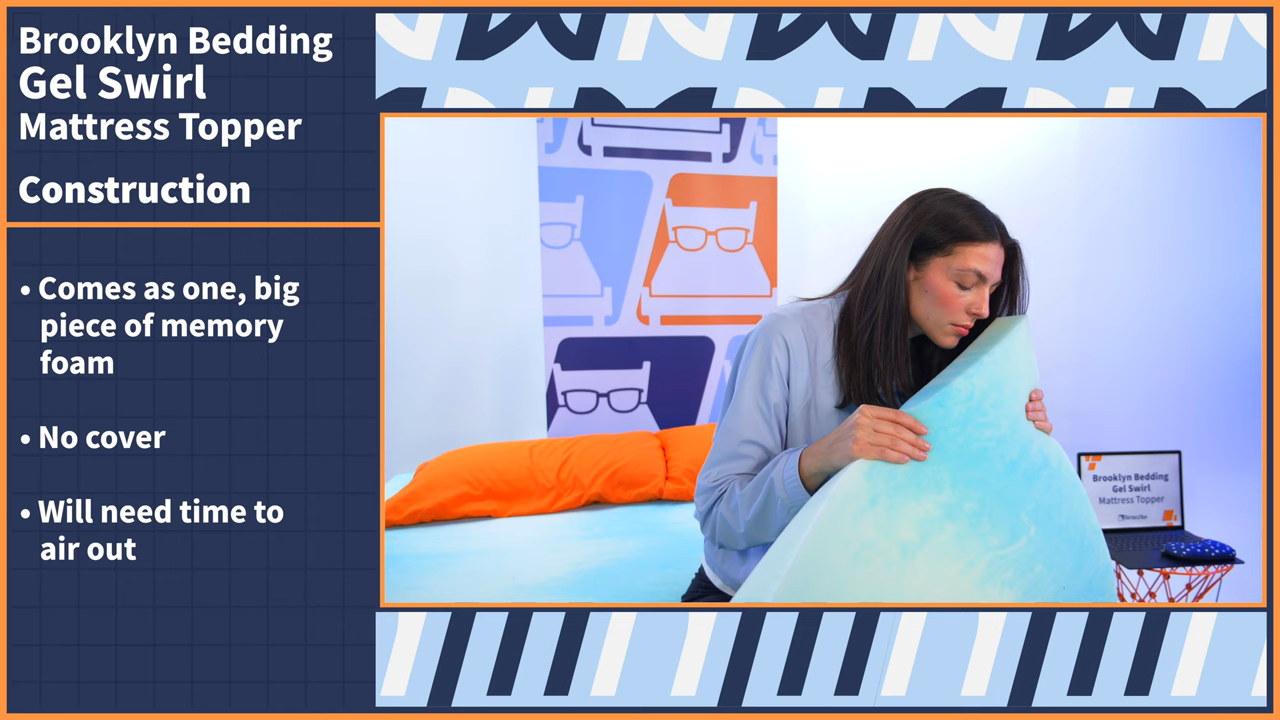 Brooklyn Bedding
Gel Swirl
Mattress Topper
Construction
• Comes as one, big
piece of memory
foam
• No cover
• Will need time to
air out
Brooklyn Bedding
Gel Swirl
Mattress Topper